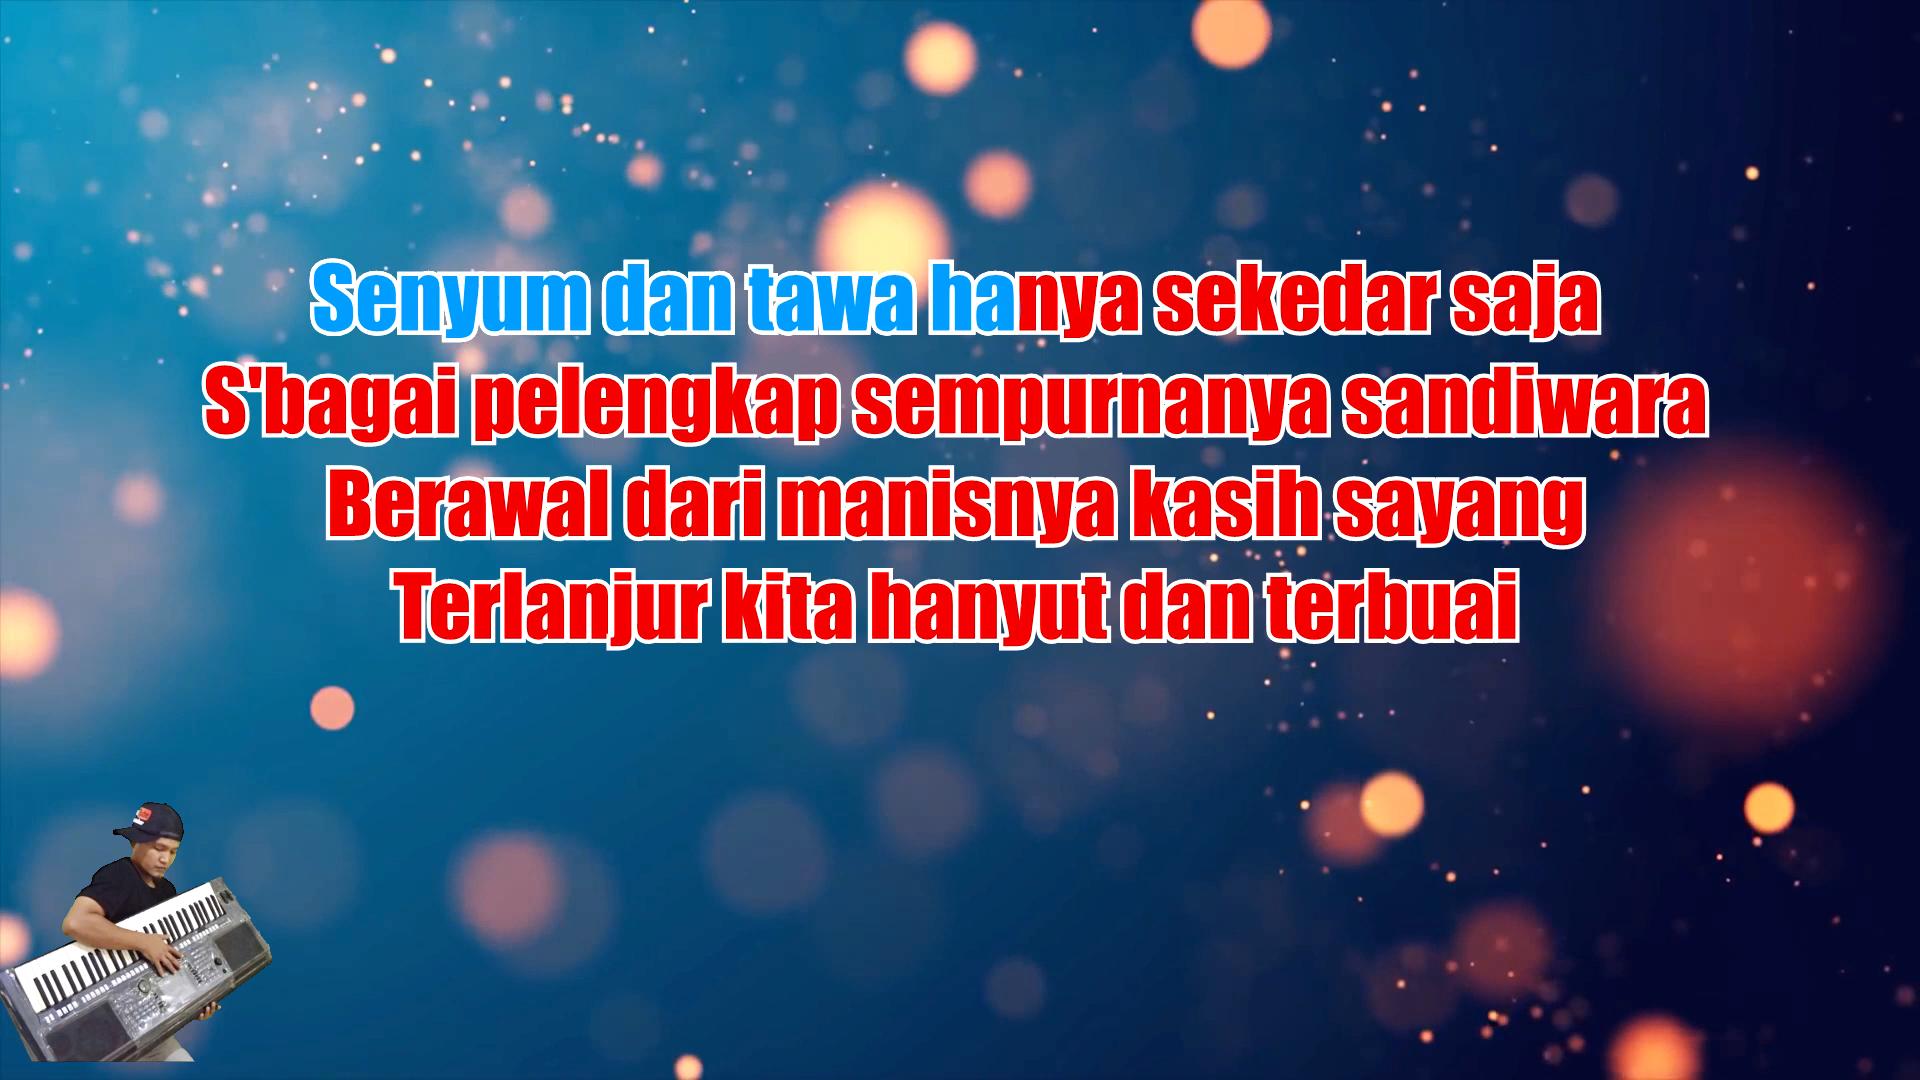 Senyum dan tawa hanya sekedar saja
S'bagai pelengkap sempurnanya sandiwara
Berawal dari manisnya kasih sayang
Terlanjur kita hanyut dan terbuai